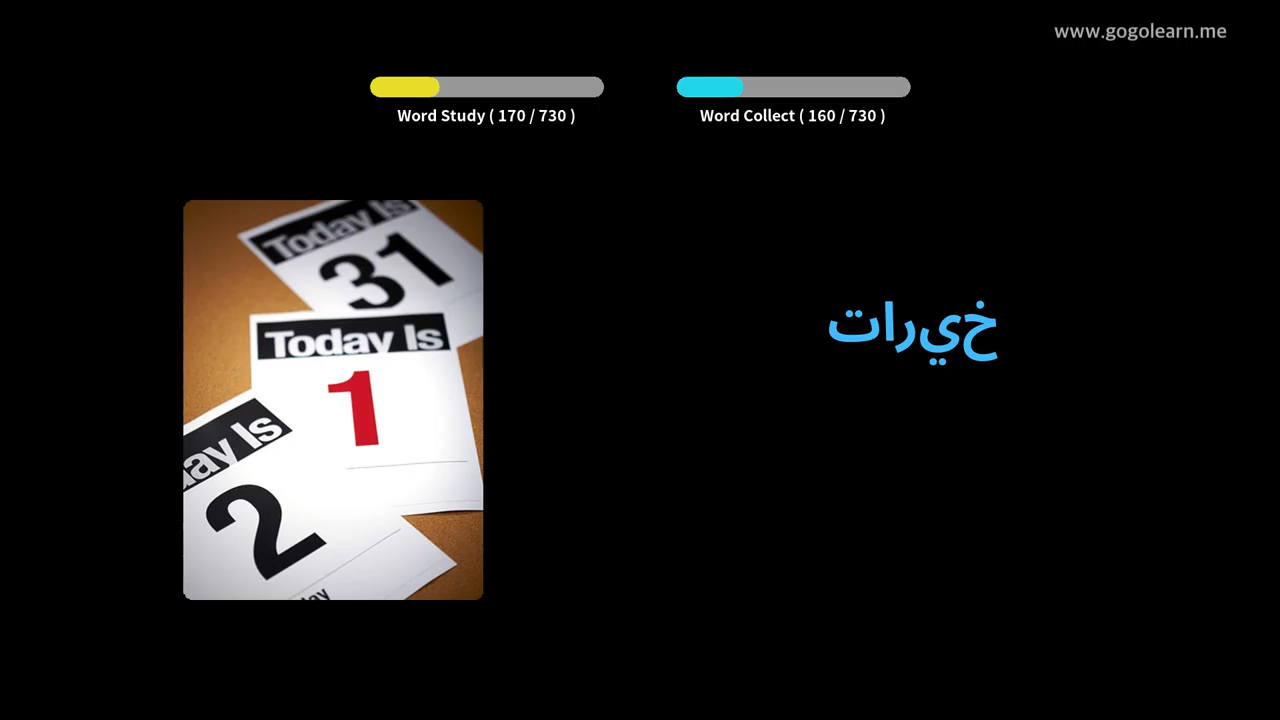 www.gogolearn.me
Word Study ( 170 / 730 )
Word Collect ( 160 / 730 )
Today Is
31
Today Is
1
ay Is
2
خيرات